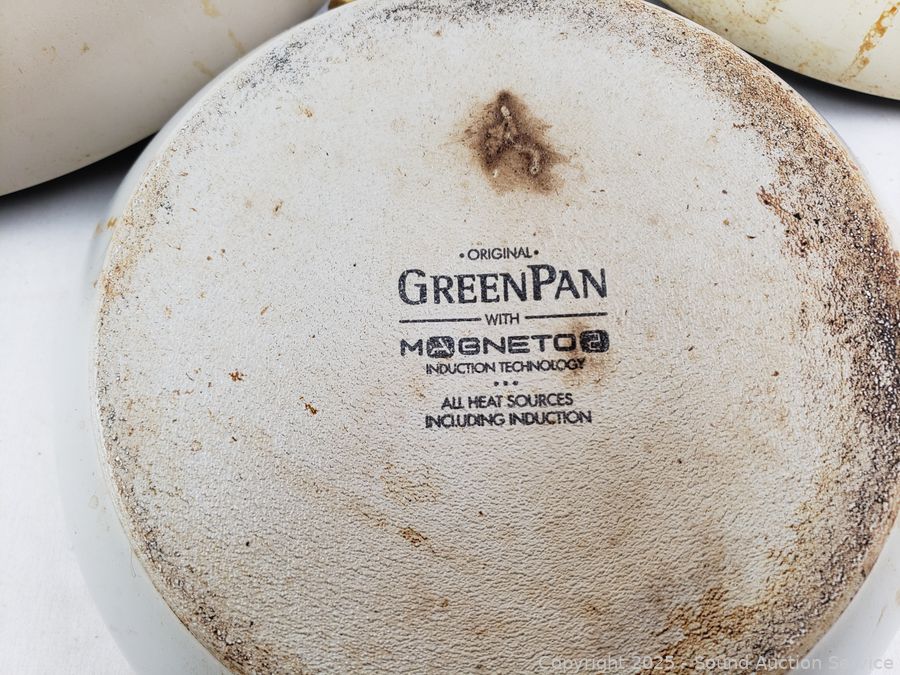 • ORIGINAL •
GREENPAN
WITH
MAGNETO2
INDUCTION TECHNOLOGY
• • •
ALL HEAT SOURCES
INCLUDING INDUCTION
Copyright 2025 - Sound Auction Service